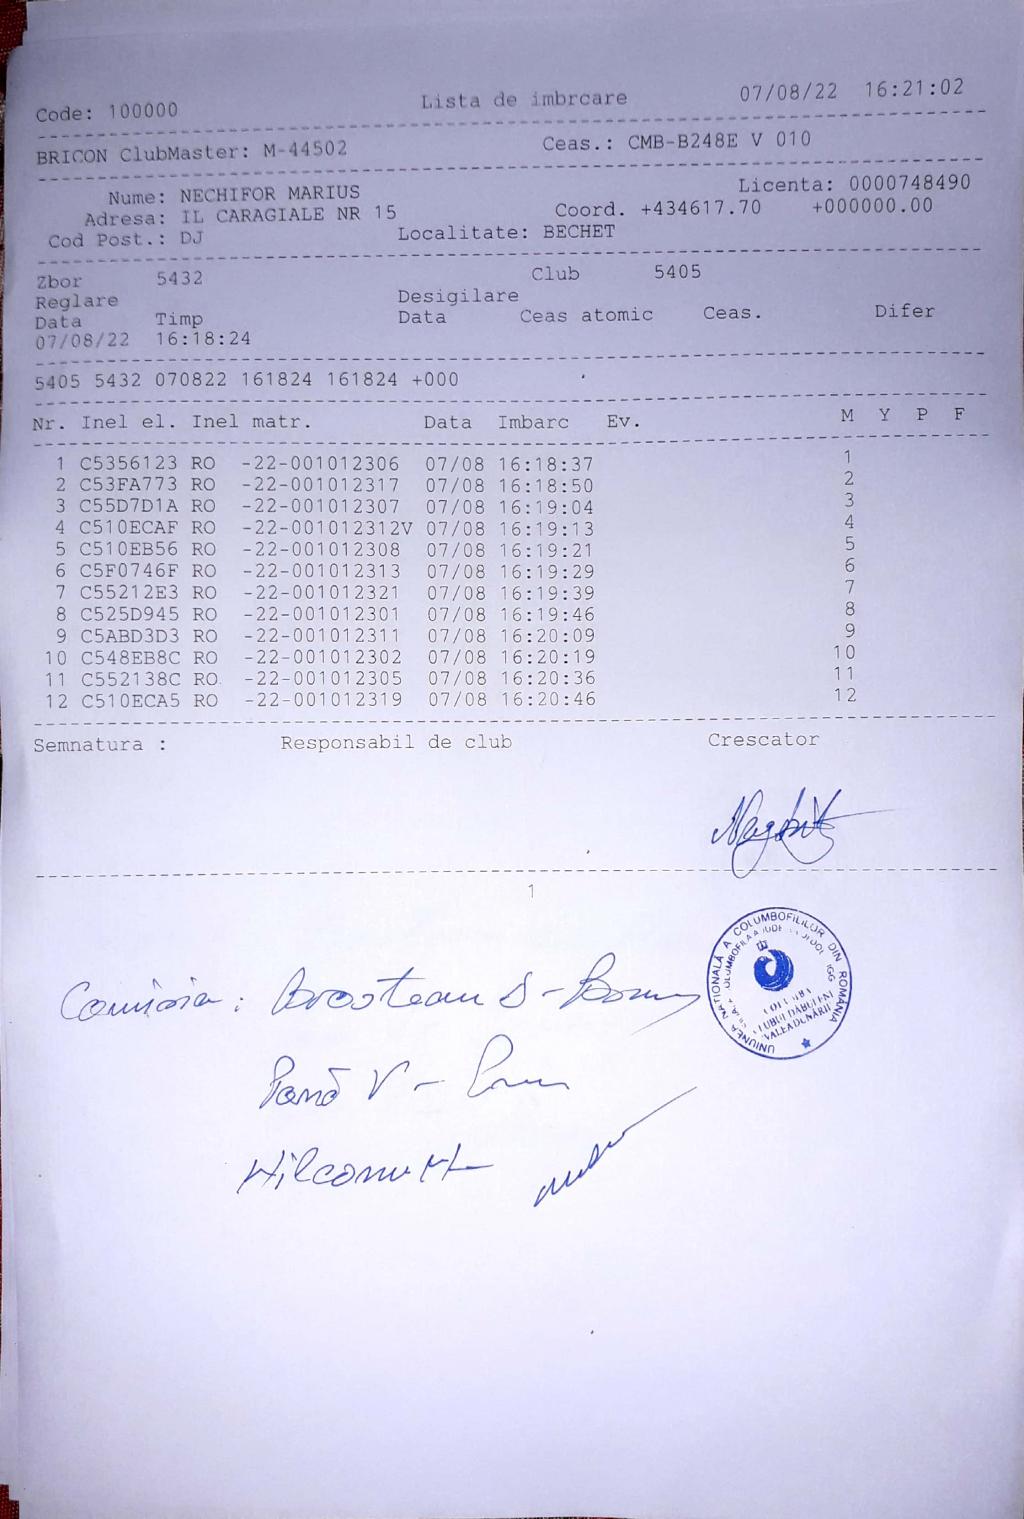 Code: 100000 Lista de imbrcare 07/08/22 16:21:02
BRICON ClubMaster: M-44502 Ceas.: CMB-B248E V 010
Nume: NECHIFOR MARIUS Licenta: 0000748490
Adresa: IL CARAGIALE NR 15 Coord. +434617.70 +000000.00
Cod Post.: DJ Localitate: BECHET
Zbor 5432 Club 5405
Reglare Desigilare
Data Timp Data Ceas atomic Ceas. Difer
07/08/22 16:18:24
5405 5432 070822 161824 161824 +000
Nr. Inel el. Inel matr. Data Imbarc Ev. M Y P F
1 C5356123 RO -22-001012306 07/08 16:18:37 1
2 C53FA773 RO -22-001012317 07/08 16:18:50 2
3 C55D7D1A RO -22-001012307 07/08 16:19:04 3
4 C510ECAF RO -22-001012312V 07/08 16:19:13 4
5 C510EB56 RO -22-001012308 07/08 16:19:21 5
6 C5F0746F RO -22-001012313 07/08 16:19:29 6
7 C55212E3 RO -22-001012321 07/08 16:19:39 7
8 C525D945 RO -22-001012301 07/08 16:19:46 8
9 C5ABD3D3 RO -22-001012311 07/08 16:20:09 9
10 C548EB8C RO -22-001012302 07/08 16:20:19 10
11 C552138C RO -22-001012305 07/08 16:20:36 11
12 C510ECA5 RO -22-001012319 07/08 16:20:46 12
Semnatura : Responsabil de club Crescator
1
UNIUNEA NAȚIONALĂ A COLUMBOFILILOR DIN ROMÂNIA
VALEA DUNĂRII
Comisia: Brosteanu S -
Pană V -